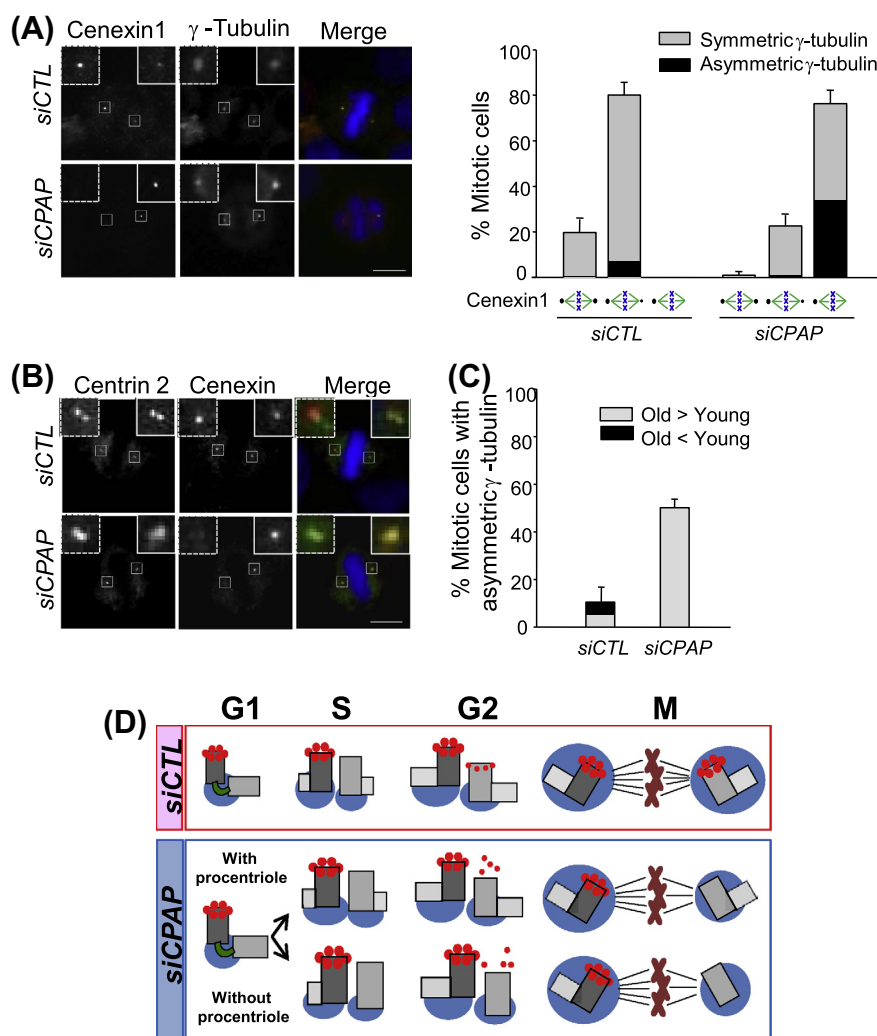 (A)
Cenexin1 γ -Tubulin Merge
siCTL
siCPAP
Symmetric γ-tubulin
Asymmetric γ-tubulin
% Mitotic cells
100
80
60
40
20
0
Cenexin1
siCTL siCPAP
(B)
Centrin 2 Cenexin Merge
siCTL
siCPAP
(C)
Old > Young
Old < Young
% Mitotic cells with
asymmetric γ -tubulin
100
80
60
40
20
0
siCTL siCPAP
(D)
G1 S G2 M
siCTL
siCPAP
With
procentriole
Without
procentriole